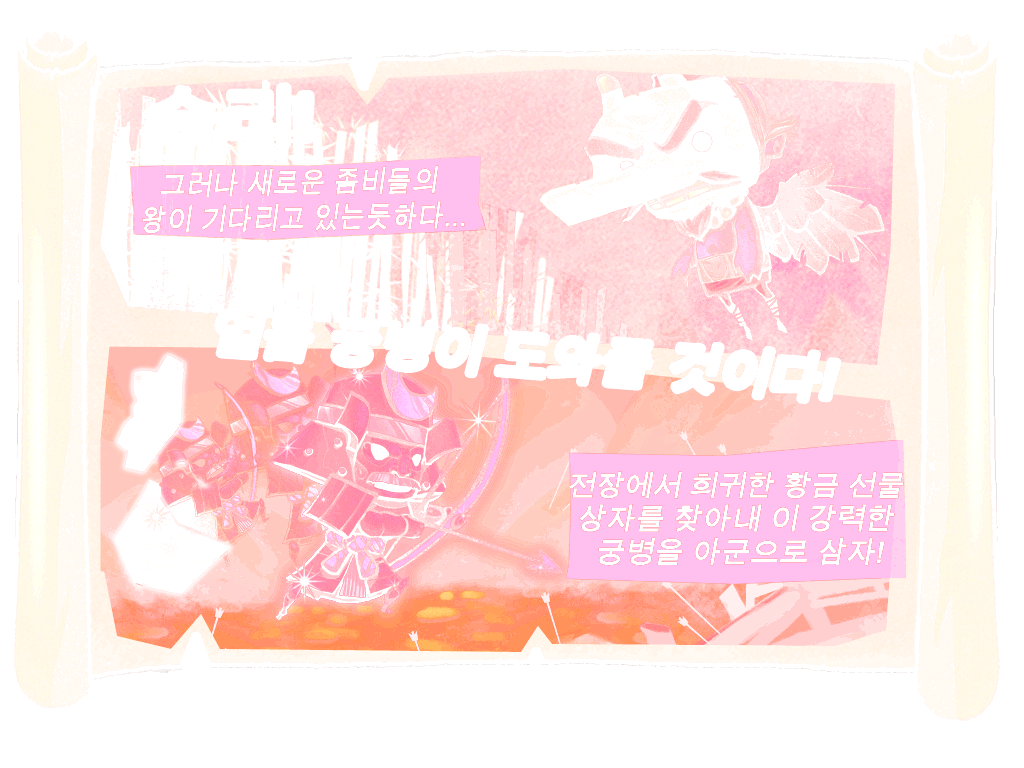 승리!
그러나 새로운 좀비들의
왕이 기다리고 있는듯하다...
궁병이 도와줄 것이다!
전장에서 희귀한 황금 선물
상자를 찾아내 이 강력한
궁병을 아군으로 삼자!